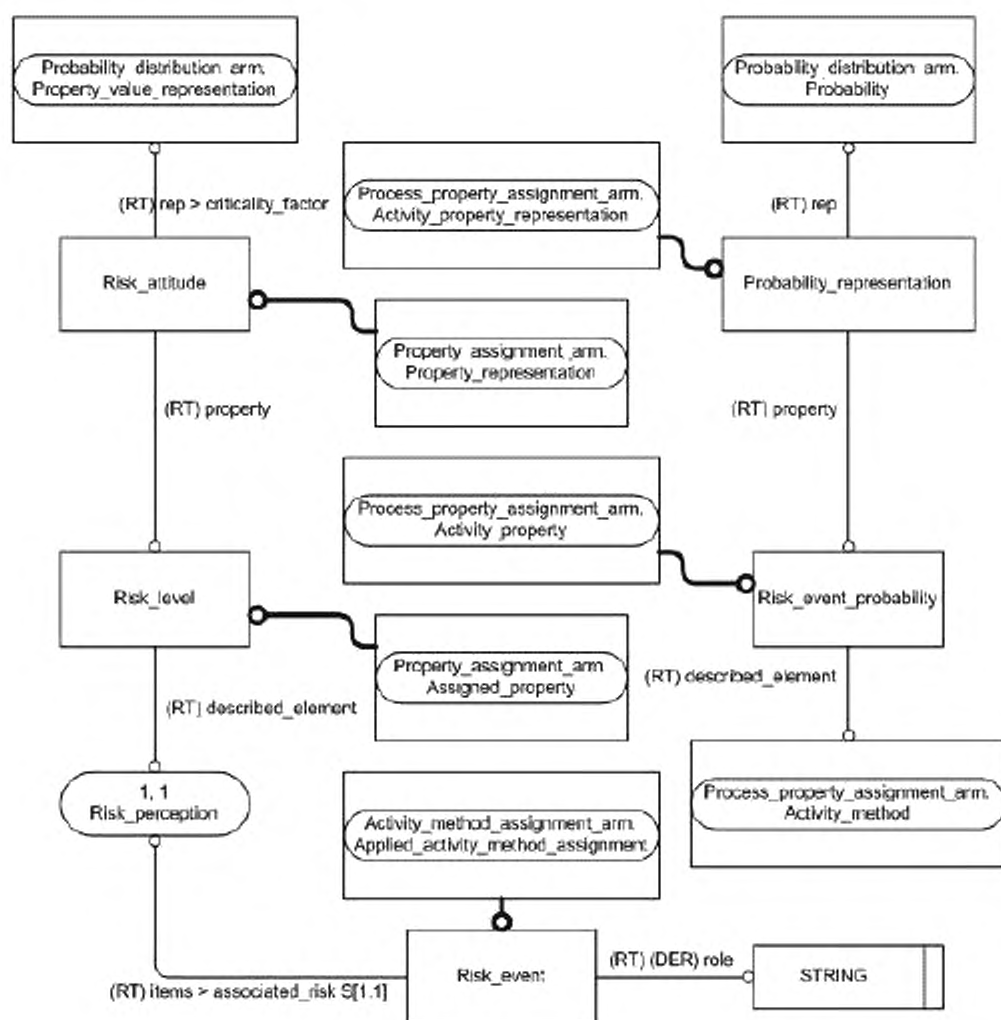 Probability_distribution_arm.
Property_value_representation
Probability_distribution_arm.
Probability
(RT) rep > criticality_factor
Process_property_assignment_arm.
Activity_property_representation
(RT) rep
Risk_attitude
Probability_representation
Property_assignment_arm.
Property_representation
(RT) property
(RT) property
Process_property_assignment_arm.
Activity_property
Risk_level
Risk_event_probability
Property_assignment_arm.
Assigned_property
(RT) described_element
(RT) described_element
1, 1
Risk_perception
Process_property_assignment_arm.
Activity_method
Activity_method_assignment_arm.
Applied_activity_method_assignment
Risk_event
(RT) (DER) role
STRING
(RT) items > associated_risk S[1.1]